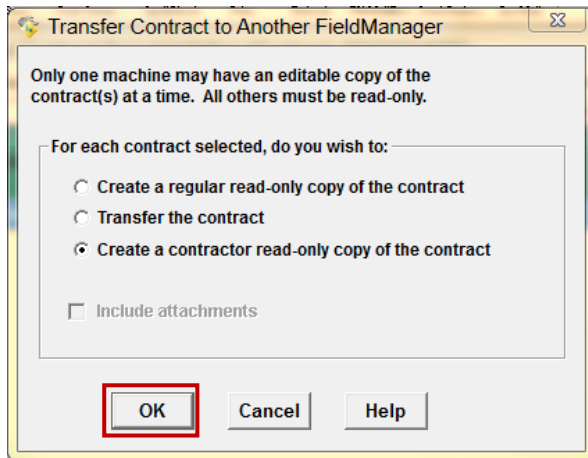 Transfer Contract to Another FieldManager
Only one machine may have an editable copy of the
contract(s) at a time. All others must be read-only.
For each contract selected, do you wish to:
Create a regular read-only copy of the contract
Transfer the contract
Create a contractor read-only copy of the contract
Include attachments
OK Cancel Help